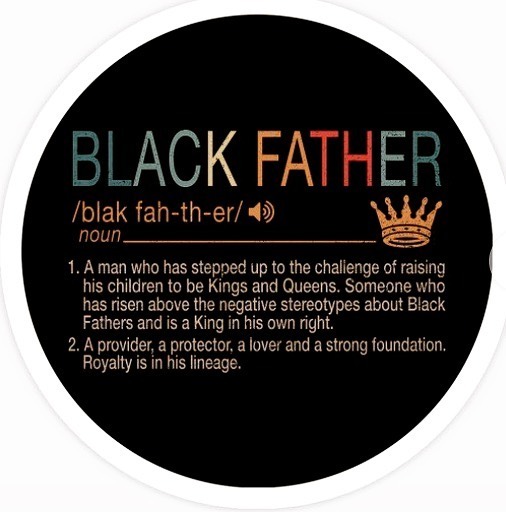 BLACK FATHER
/blak fah-th-er/
noun
1. A man who has stepped up to the challenge of raising
his children to be Kings and Queens. Someone who
has risen above the negative stereotypes about Black
Fathers and is a King in his own right.
2. A provider, a protector, a lover and a strong foundation.
Royalty is in his lineage.